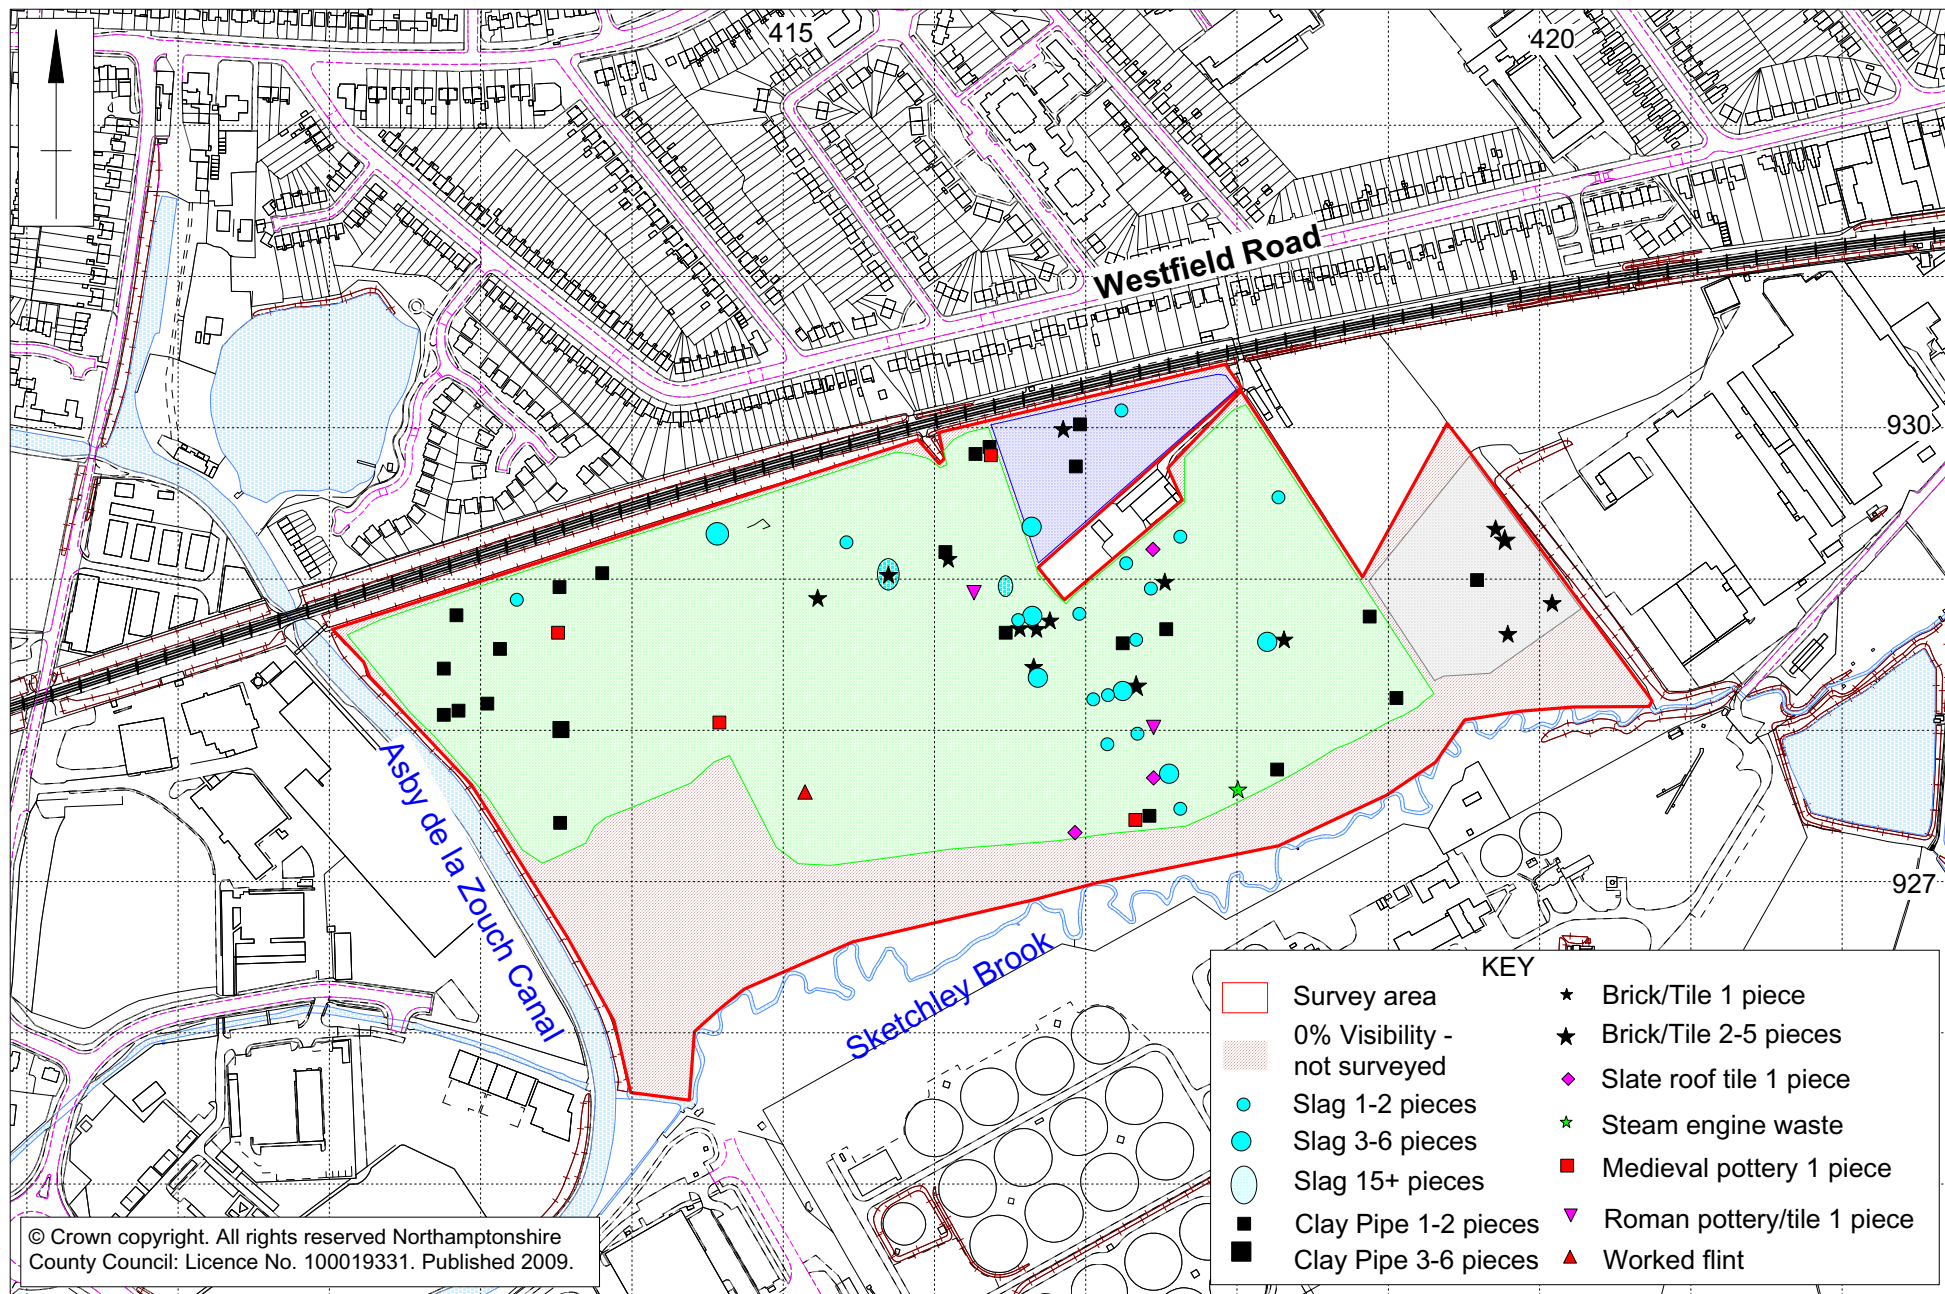 415
420
Westfield Road
930
927
Asby de la Zouch Canal
Sketchley Brook
KEY
Survey area
0% Visibility -
not surveyed
Slag 1-2 pieces
Slag 3-6 pieces
Slag 15+ pieces
Clay Pipe 1-2 pieces
Clay Pipe 3-6 pieces
Brick/Tile 1 piece
Brick/Tile 2-5 pieces
Slate roof tile 1 piece
Steam engine waste
Medieval pottery 1 piece
Roman pottery/tile 1 piece
Worked flint
© Crown copyright. All rights reserved Northamptonshire
County Council: Licence No. 100019331. Published 2009.